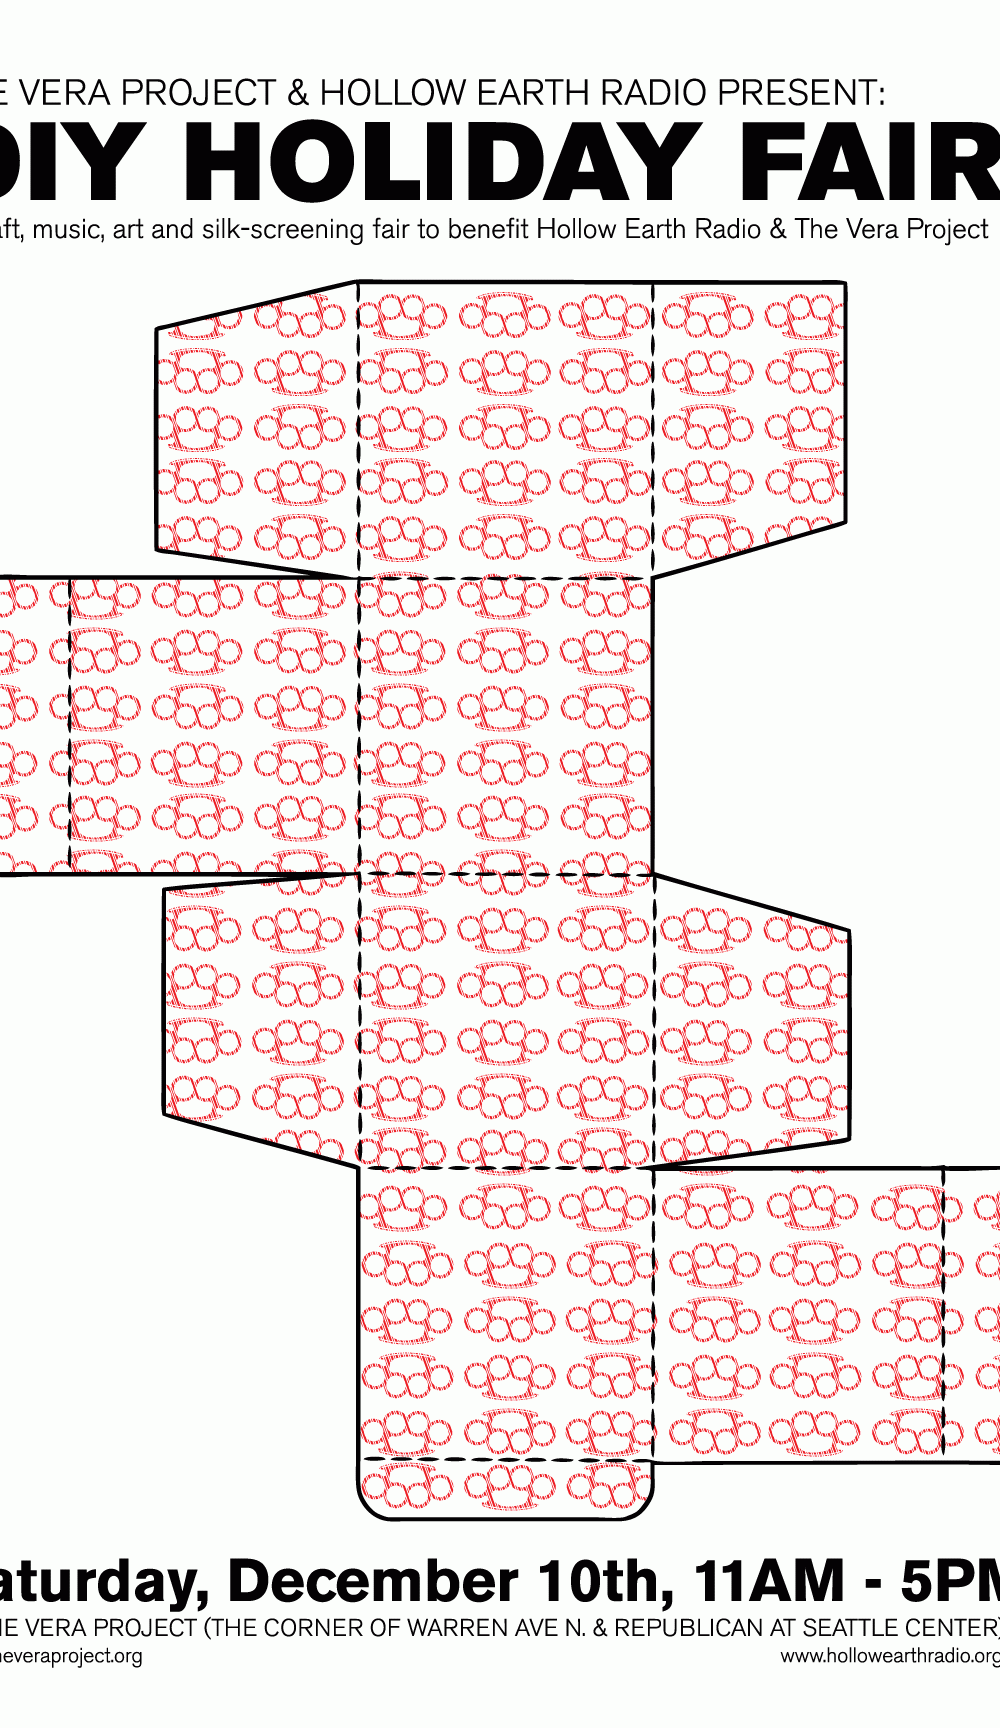 E VERA PROJECT & HOLLOW EARTH RADIO PRESENT:
DIY HOLIDAY FAIR
aft, music, art and silk-screening fair to benefit Hollow Earth Radio & The Vera Project
aturday, December 10th, 11AM - 5PM
HE VERA PROJECT (THE CORNER OF WARREN AVE N. & REPUBLICAN AT SEATTLE CENTER)
heveraproject.org
www.hollowearthradio.org